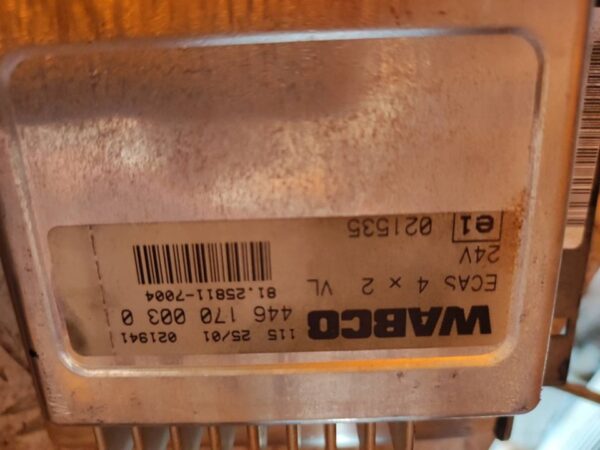 115 25/01 021941
WABCO 446 170 003 0
81.25811-7004
ECAS 4 × 2 VL
24V
e1 021535